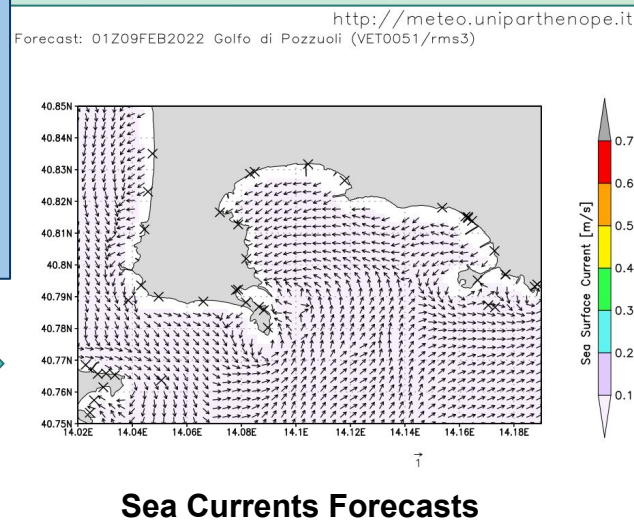 http://meteo.uniparthenope.it
Forecast: 01Z09FEB2022 Golfo di Pozzuoli (VET0051/rms3)
40.85N
40.84N
40.83N
40.82N
40.81N
40.8N
40.79N
40.78N
40.77N
40.76N
40.75N
14.02E 14.04E 14.06E 14.08E 14.1E 14.12E 14.14E 14.16E 14.18E
1
0.7
0.6
0.5
0.4
0.3
0.2
0.1
Sea Surface Current [m/s]
Sea Currents Forecasts